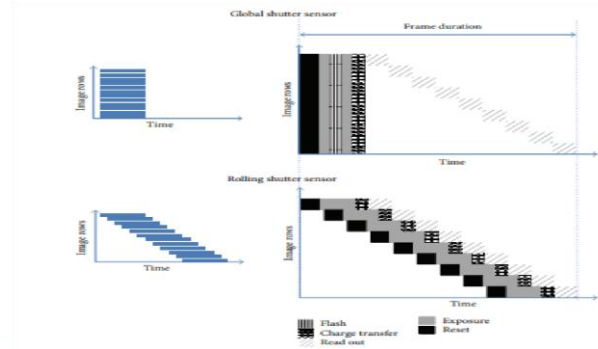 Global shutter sensor
Frame duration
Image rows
Time
Image rows
Time
Rolling shutter sensor
Image rows
Time
Image rows
Time
Flash
Exposure
Charge transfer
Reset
Read out